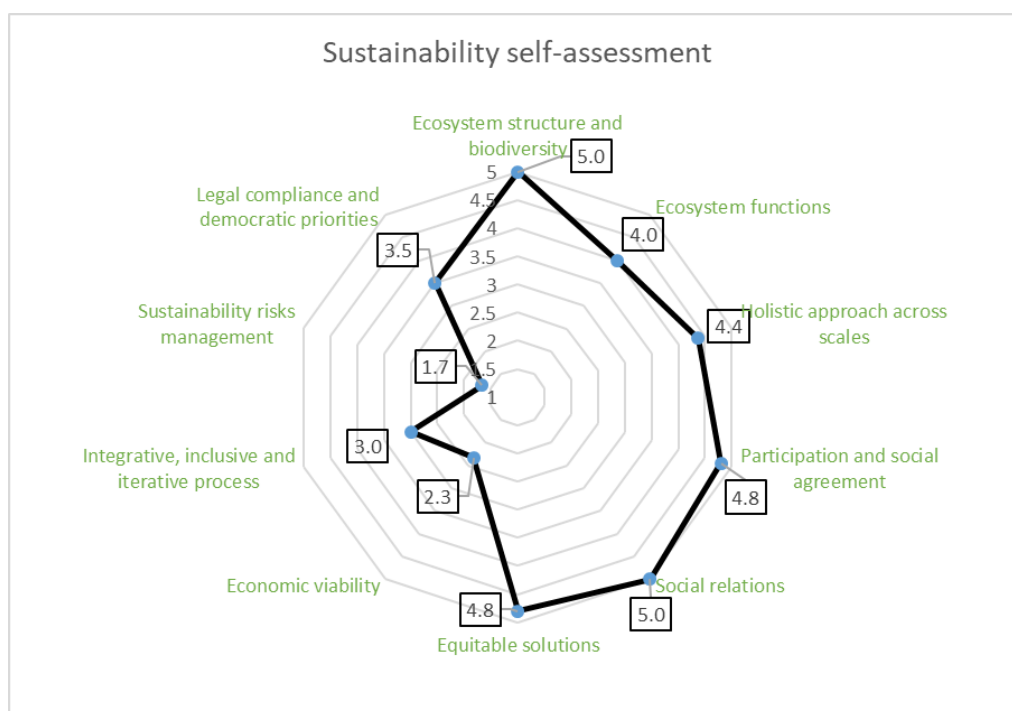 Sustainability self-assessment
Ecosystem structure and
biodiversity
5.0
5
Legal compliance and
democratic priorities
Ecosystem functions
4.5
4.0
4
3.5
3.5
Sustainability risks
management
Holistic approach across
scales
3
4.4
2.5
2
1.7
1.5
1
Integrative, inclusive and
iterative process
3.0
Participation and social
agreement
2.3
4.8
Economic viability
Social relations
4.8
5.0
Equitable solutions